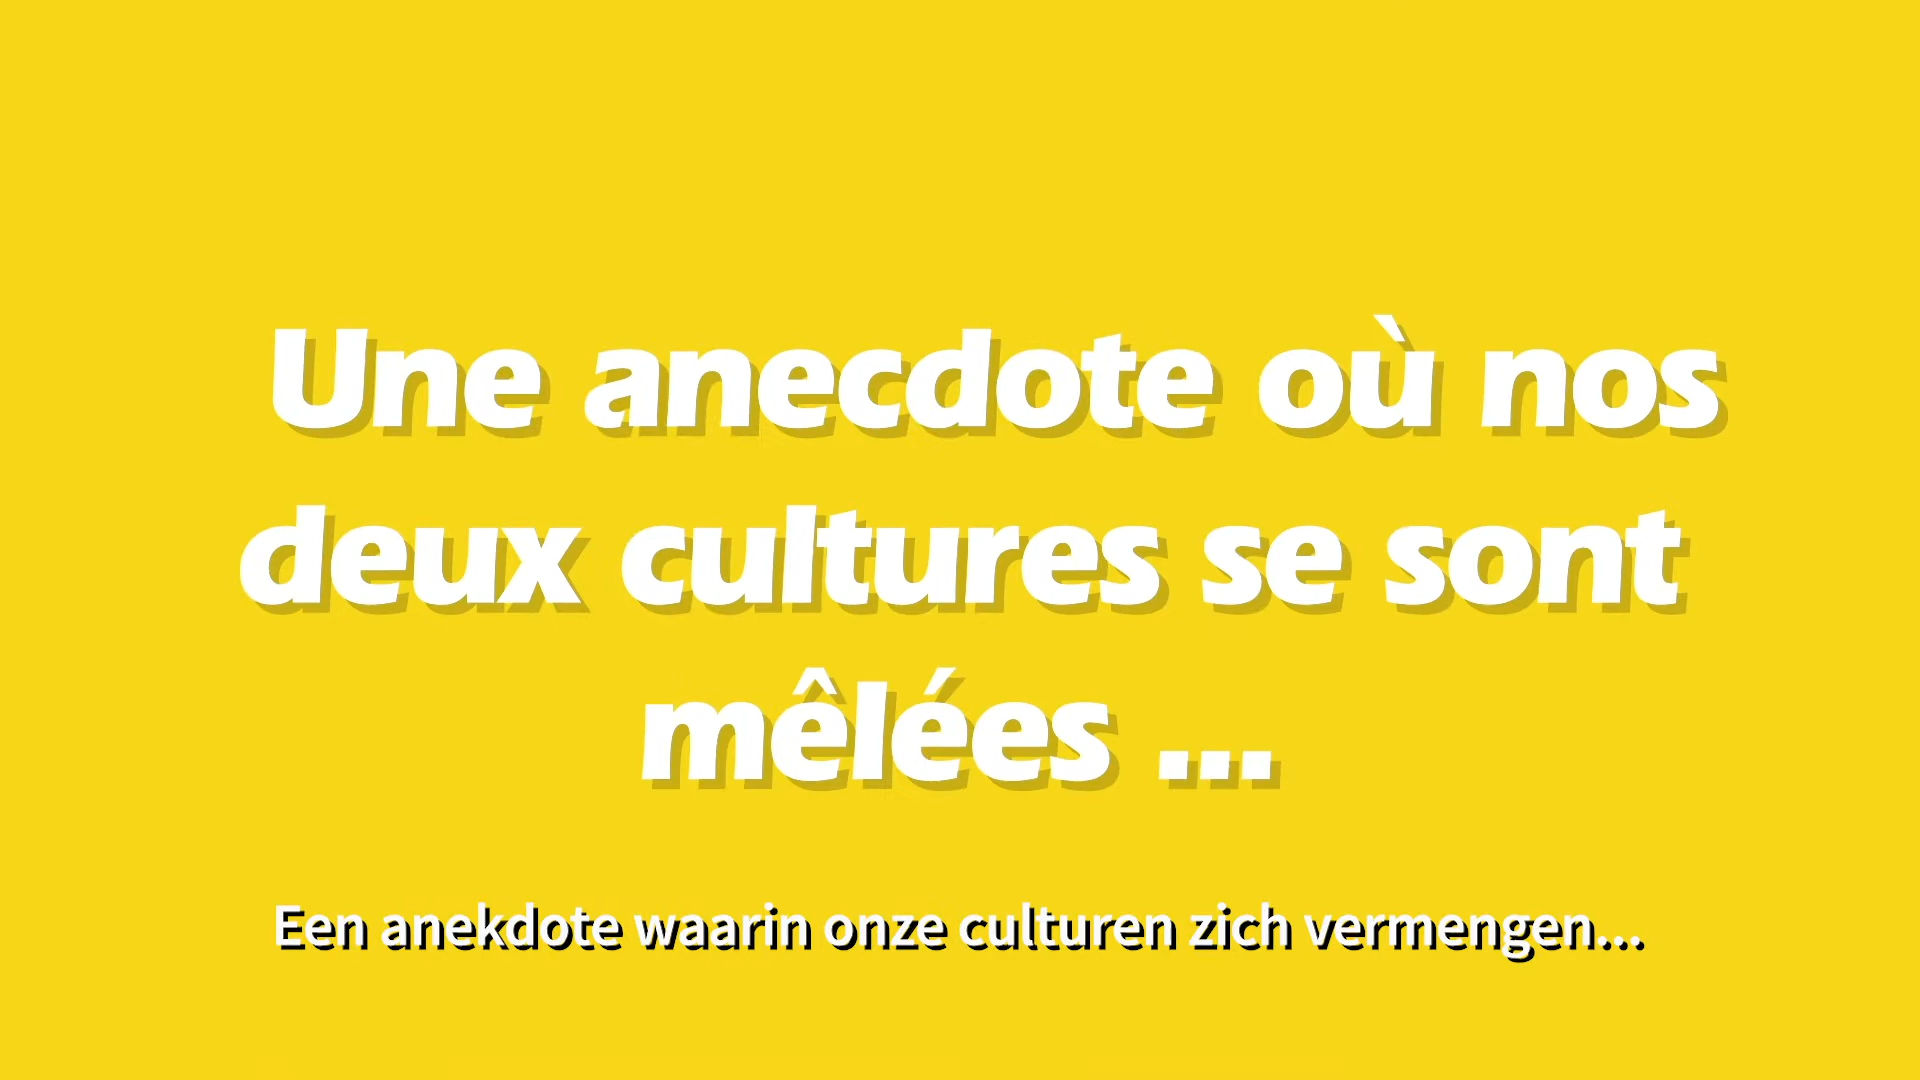 Une anecdote où nos
deux cultures se sont
mêlées ...
Een anekdote waarin onze culturen zich vermengen...